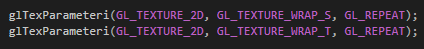 glTexParameteri(GL_TEXTURE_2D, GL_TEXTURE_WRAP_S, GL_REPEAT);
glTexParameteri(GL_TEXTURE_2D, GL_TEXTURE_WRAP_T, GL_REPEAT);